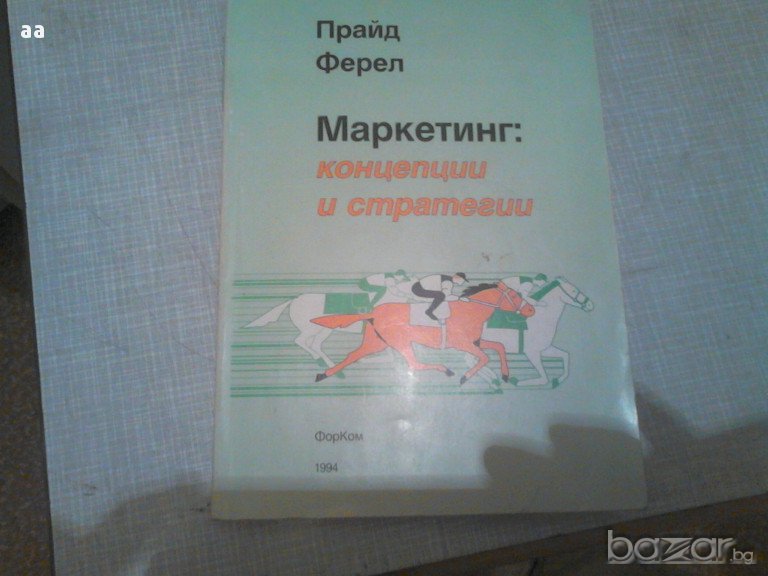 aa
Прайд
Ферел
Маркетинг:
концепции
и стратегии
ФорКом
1994
bazar.bg